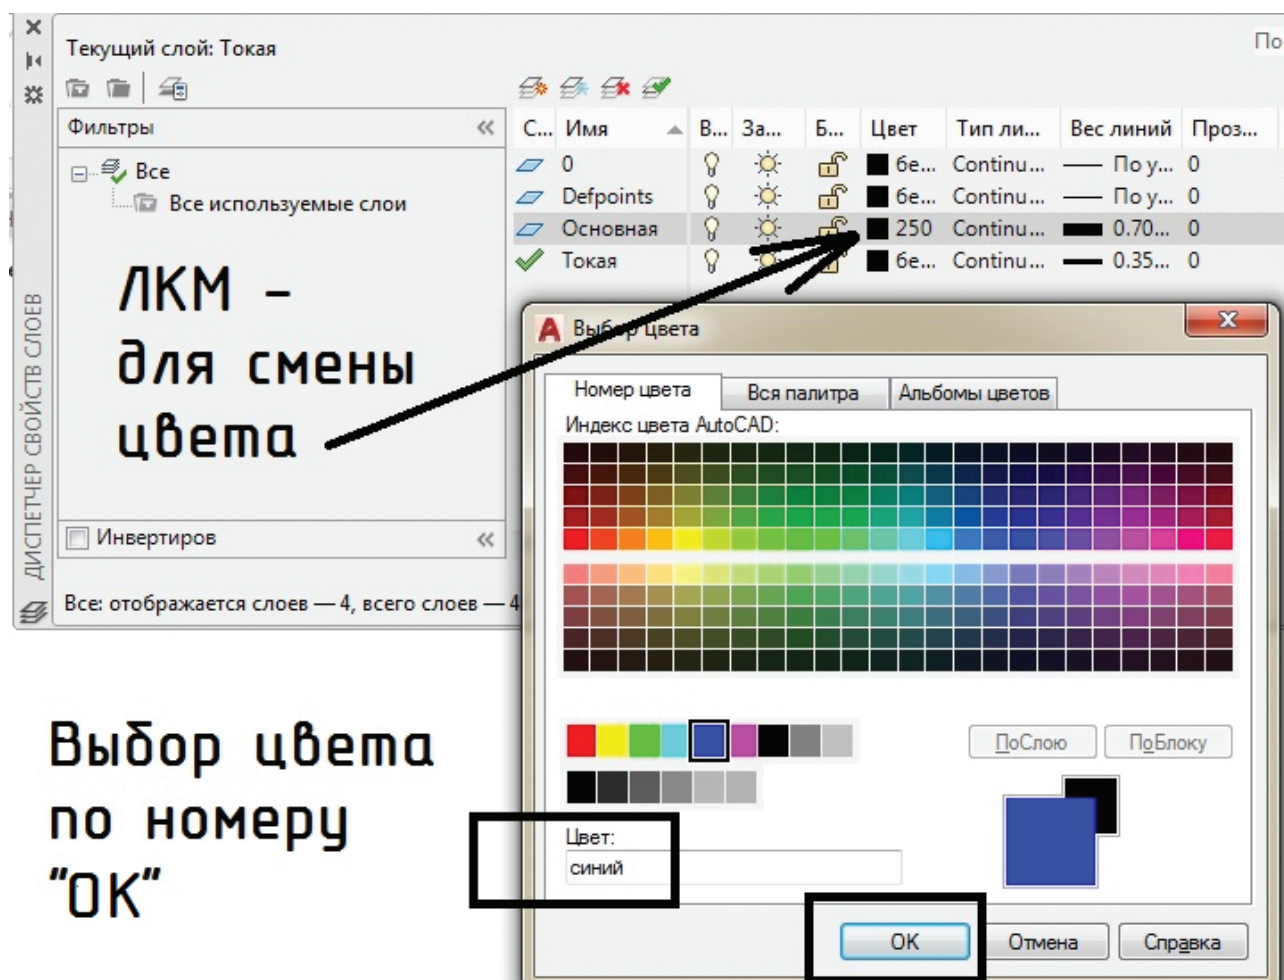 Текущий слой: Токая
По
Фильтры
С... Имя В... За... Б... Цвет Тип ли... Вес линий Проз...
Все
Все используемые слои
0 бе... Continu... По у... 0
Defpoints бе... Continu... По у... 0
Основная 250 Continu... 0.70... 0
Токая бе... Continu... 0.35... 0
ЛКМ –
для смены
цвета
ДИСПЕТЧЕР СВОЙСТВ СЛОЕВ
Инвертиров
Все: отображается слоев — 4, всего слоев — 4
Выбор цвета
Номер цвета Вся палитра Альбомы цветов
Индекс цвета AutoCAD:
ПоСлою ПоБлоку
Цвет:
синий
OK Отмена Справка
Выбор цвета
по номеру
"ОК"